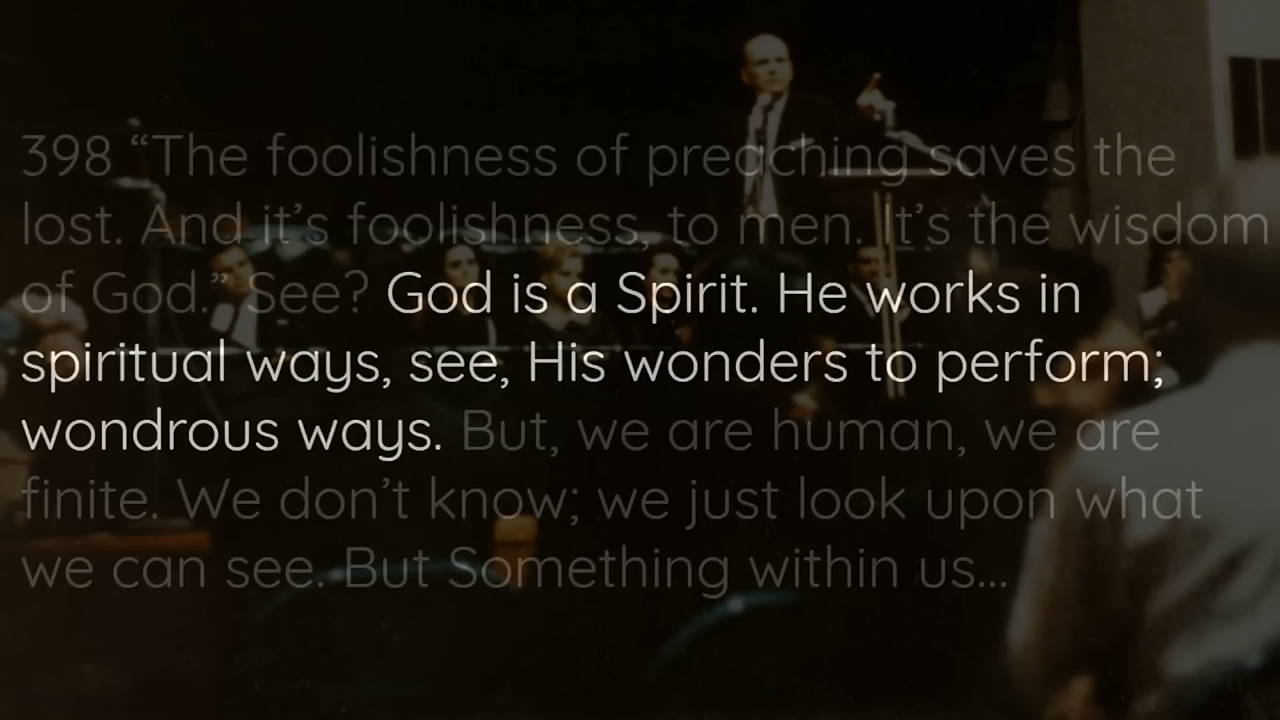 398 “The foolishness of preaching saves the
lost. And it’s foolishness, to men. It’s the wisdom
of God.” See? God is a Spirit. He works in
spiritual ways, see, His wonders to perform;
wondrous ways. But, we are human, we are
finite. We don’t know; we just look upon what
we can see. But Something within us...